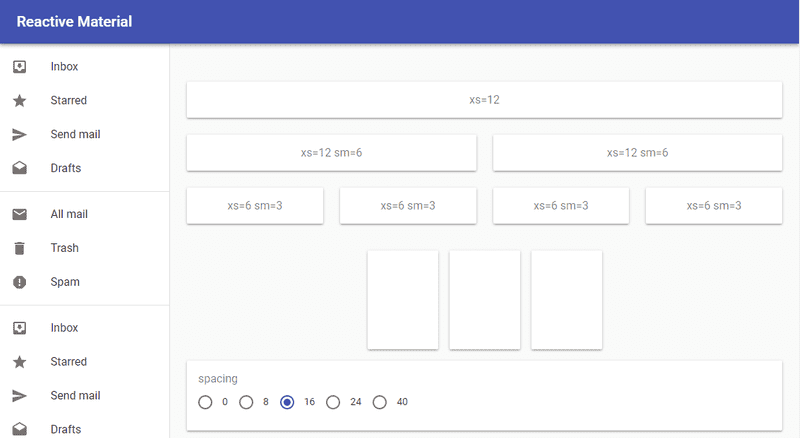 Reactive Material
Inbox
Starred
Send mail
Drafts
All mail
Trash
Spam
Inbox
Starred
Send mail
Drafts
xs=12
xs=12 sm=6 xs=12 sm=6
xs=6 sm=3 xs=6 sm=3 xs=6 sm=3 xs=6 sm=3
spacing
0 8 16 24 40